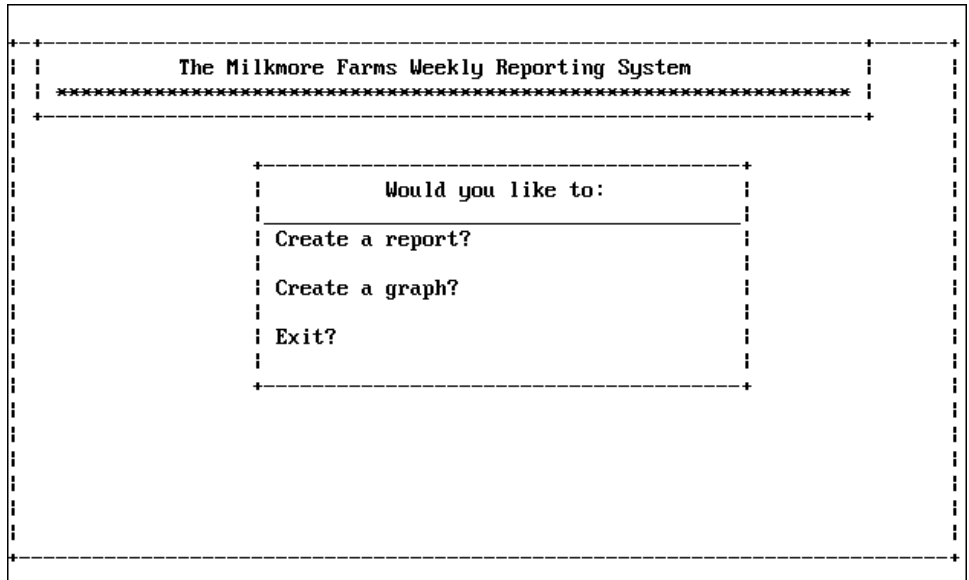 The Milkmore Farms Weekly Reporting System
*****************************************************************
Would you like to:
Create a report?
Create a graph?
Exit?